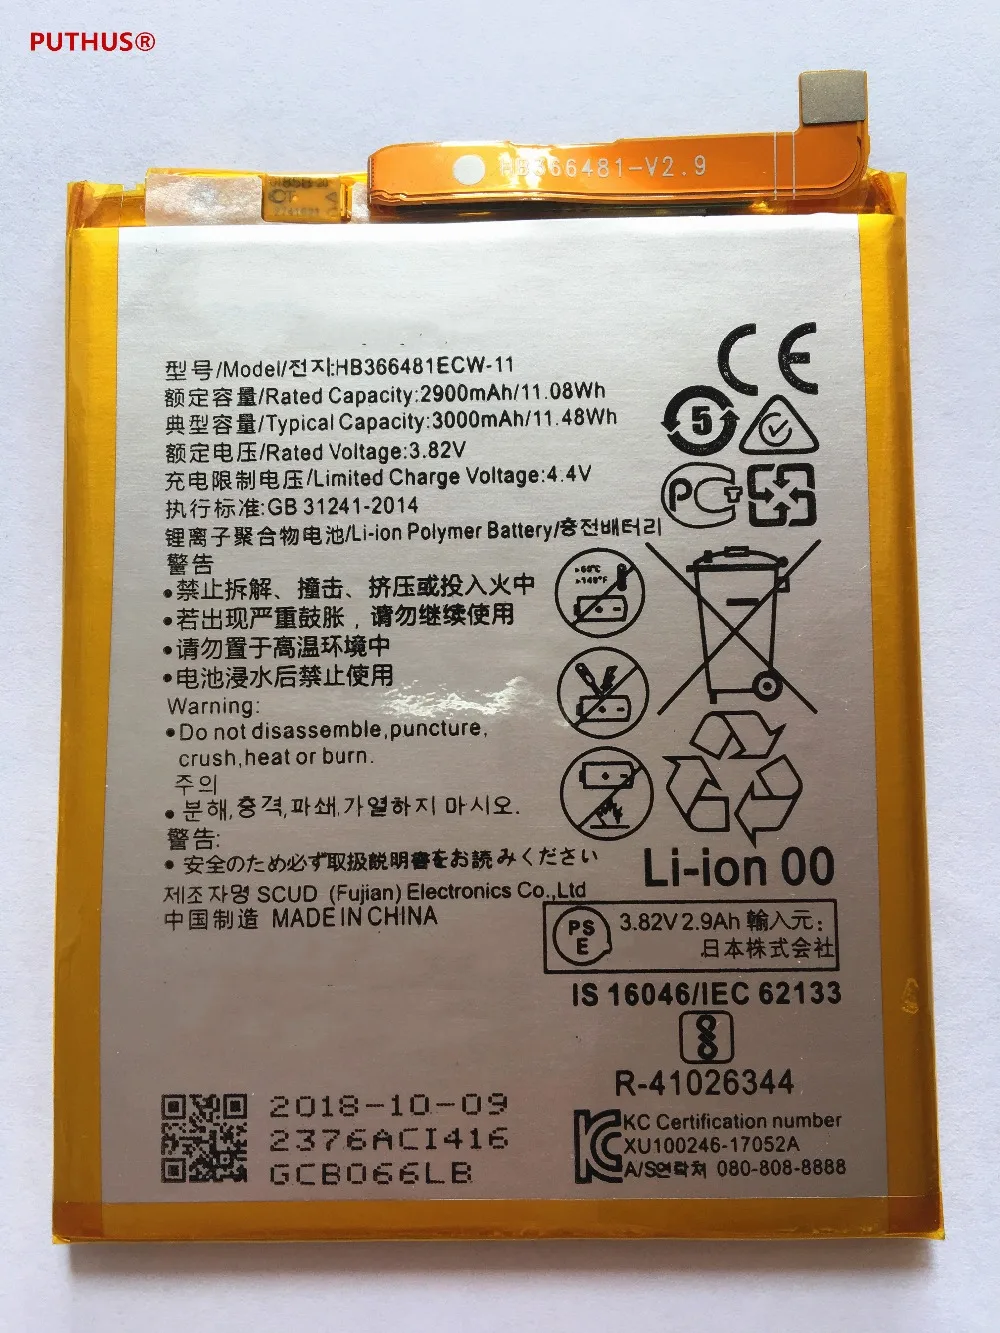 PUTHUS®
HB366481-V2.9
型号/Model/전지:HB366481ECW-11
额定容量/Rated Capacity:2900mAh/11.08Wh
典型容量/Typical Capacity:3000mAh/11.48Wh
额定电压/Rated Voltage:3.82V
充电限制电压/Limited Charge Voltage:4.4V
执行标准:GB 31241-2014
锂离子聚合物电池/Li-ion Polymer Battery/충전배터리
警告
•禁止拆解、撞击、挤压或投入火中
•若出现严重鼓胀，请勿继续使用
•请勿置于高温环境中
•电池浸水后禁止使用
Warning:
•Do not disassemble,puncture,
crush,heat or burn.
주의
•분해,충격,파쇄,가열하지 마시오.
警告:
•安全のため必ず取扱説明書をお読みください
제조자명 SCUD (Fujian) Electronics Co.,Ltd
中国制造 MADE IN CHINA
CE
5
PCT
>60℃
>140°F
Li-ion 00
PS
E
3.82V 2.9Ah 輸入元:
日本株式会社
IS 16046/IEC 62133
R-41026344
KC Certification number
XU100246-17052A
A/S연락처 080-808-8888
2018-10-09
2376ACI416
GCB066LB